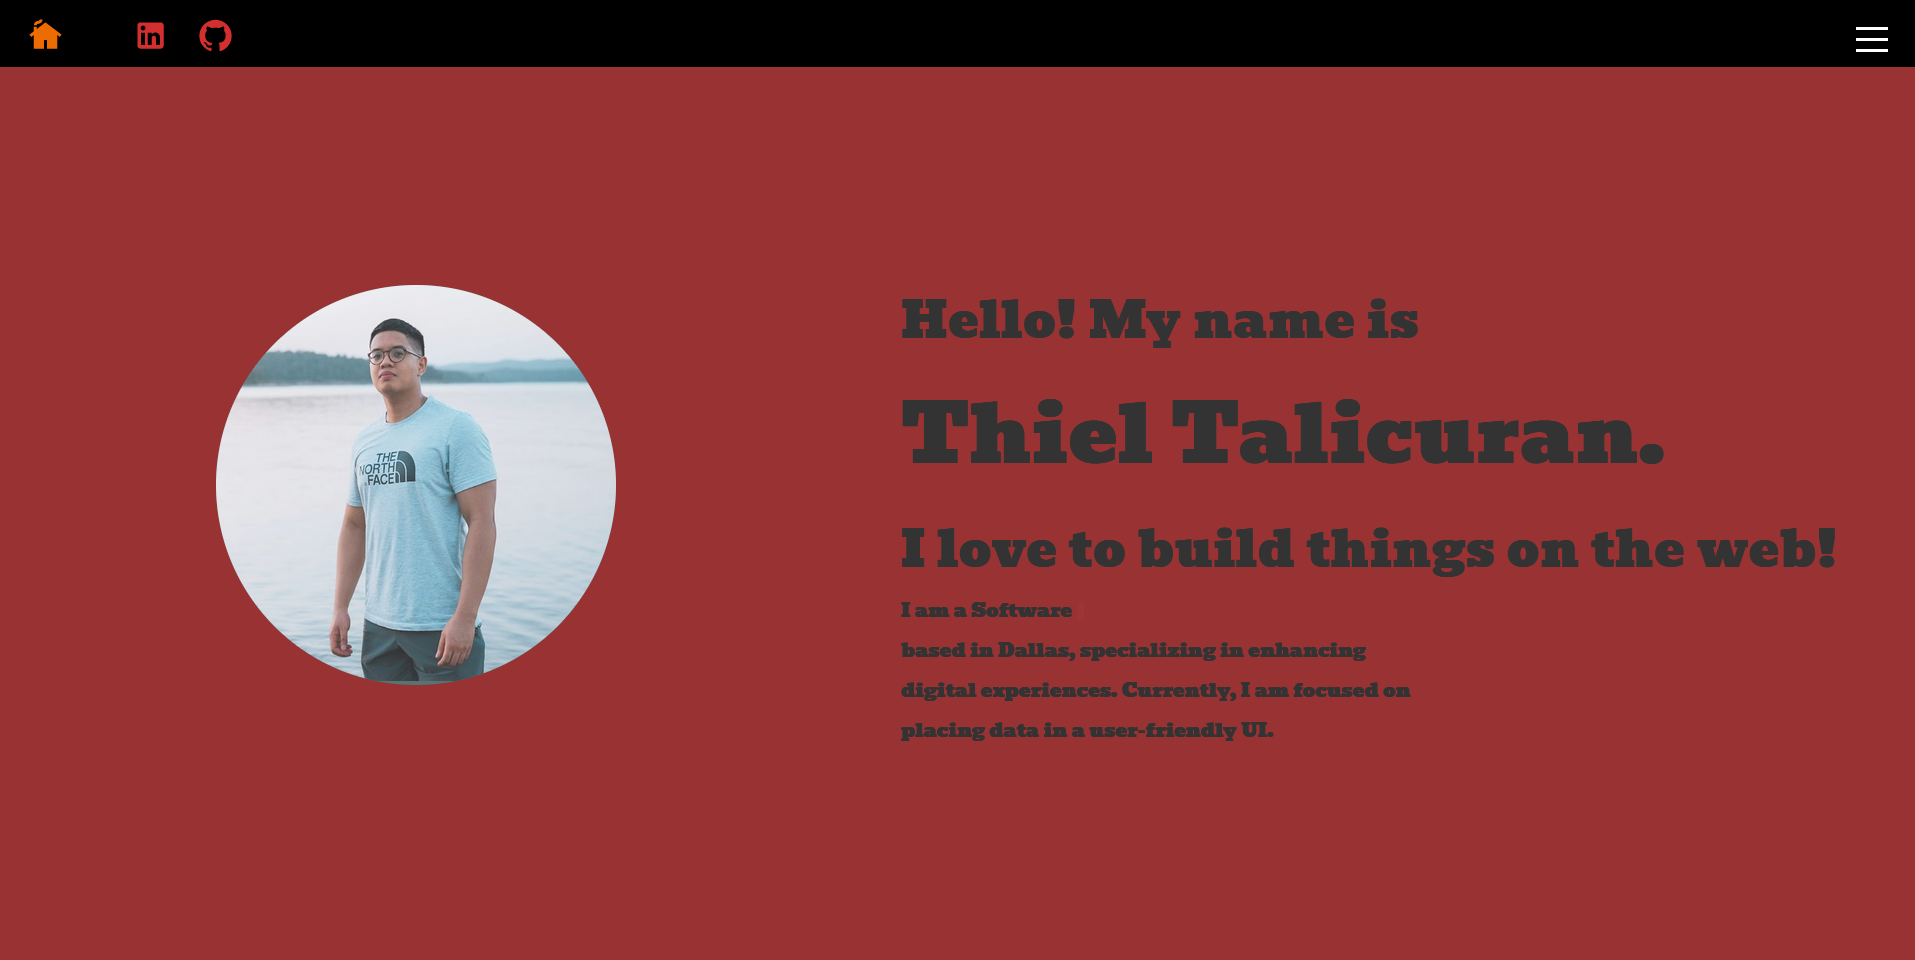 Hello! My name is
Thiel Talicuran.
I love to build things on the web!
I am a Software
based in Dallas, specializing in enhancing
digital experiences. Currently, I am focused on
placing data in a user-friendly UI.
THE
NORTH
FACE
in